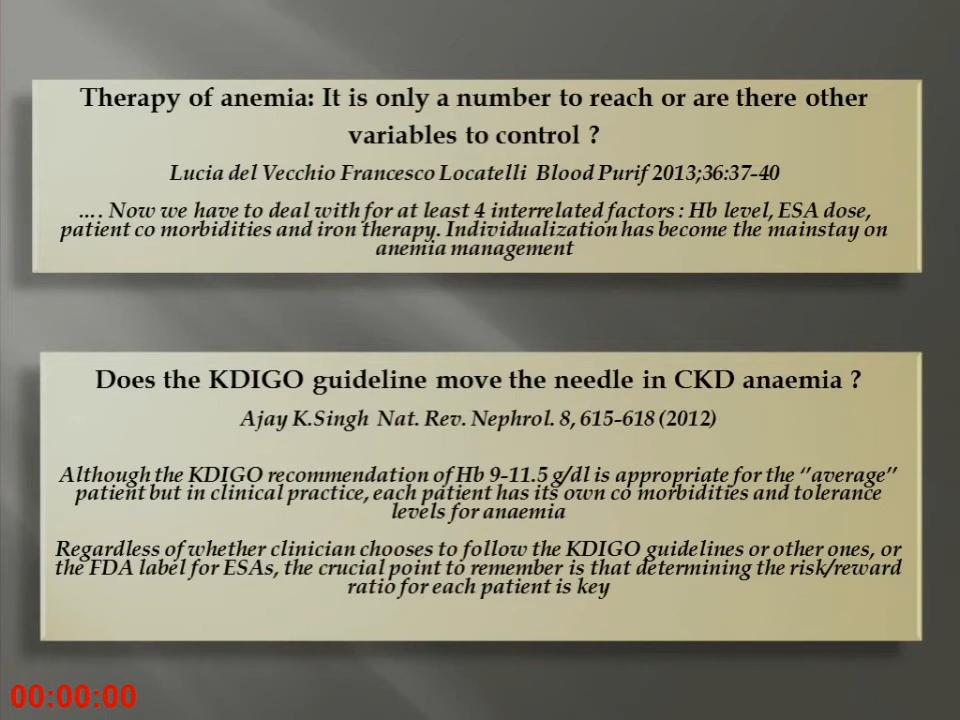 Therapy of anemia: It is only a number to reach or are there other
variables to control ?
Lucia del Vecchio Francesco Locatelli Blood Purif 2013;36:37-40
…. Now we have to deal with for at least 4 interrelated factors : Hb level, ESA dose,
patient co morbidities and iron therapy. Individualization has become the mainstay on
anemia management
Does the KDIGO guideline move the needle in CKD anaemia ?
Ajay K.Singh Nat. Rev. Nephrol. 8, 615-618 (2012)
Although the KDIGO recommendation of Hb 9-11.5 g/dl is appropriate for the ‘’average’’
patient but in clinical practice, each patient has its own co morbidities and tolerance
levels for anaemia
Regardless of whether clinician chooses to follow the KDIGO guidelines or other ones, or
the FDA label for ESAs, the crucial point to remember is that determining the risk/reward
ratio for each patient is key
00:00:00